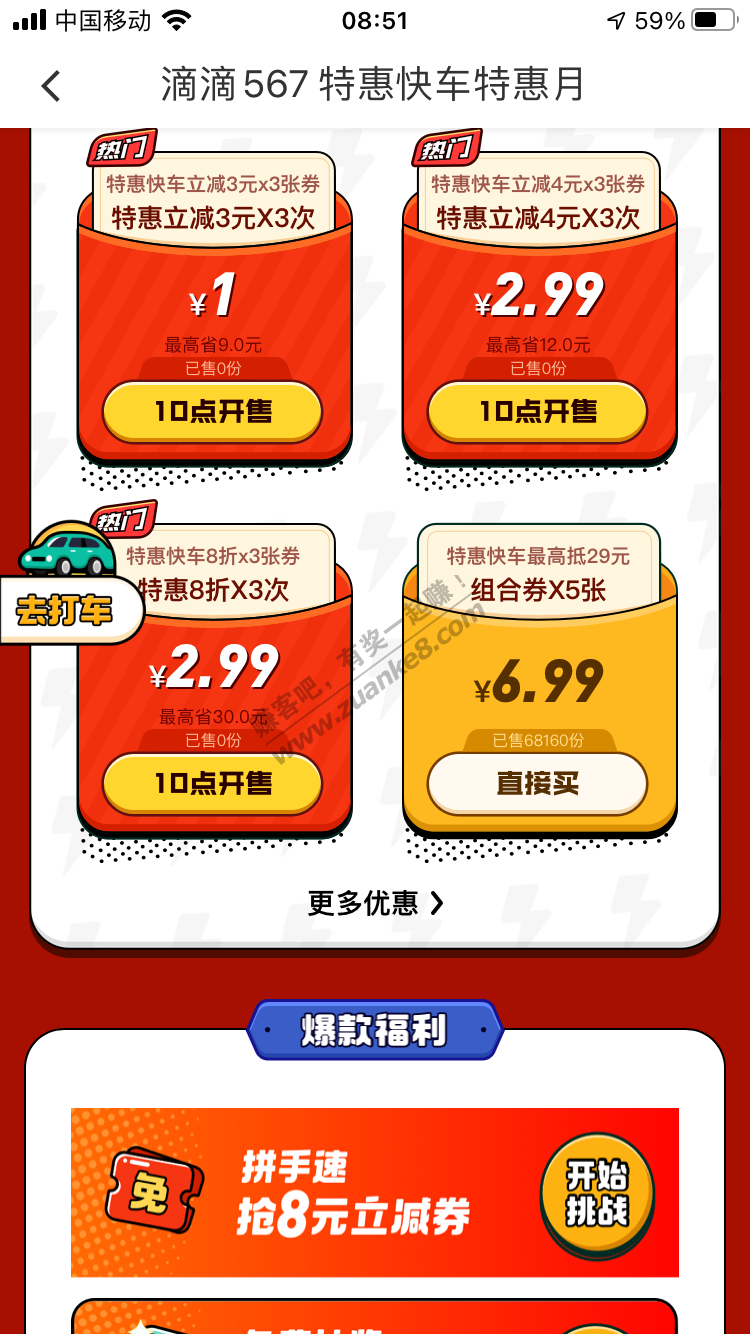 中国移动
08:51
59%
滴滴567 特惠快车特惠月
热门
特惠快车立减3元x3张券
特惠立减3元X3次
¥1
最高省9.0元
已售0份
10点开售
热门
特惠快车立减4元x3张券
特惠立减4元X3次
¥2.99
最高省12.0元
已售0份
10点开售
热门
特惠快车8折x3张券
特惠8折X3次
¥2.99
最高省30.0元
已售0份
10点开售
去打车
特惠快车最高抵29元
组合券X5张
¥6.99
已售68160份
直接买
赚客吧，有奖一起赚！
www.zuanke8.com
更多优惠
爆款福利
免
拼手速
抢8元立减券
开始
挑战